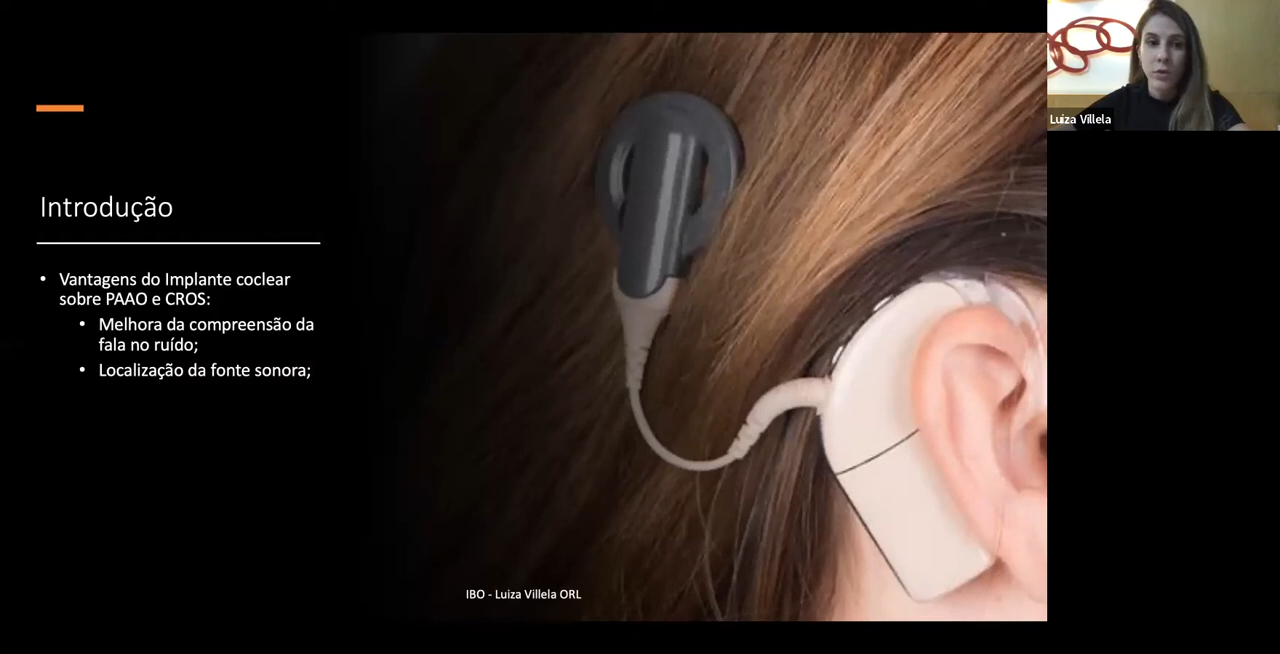 Introdução
Vantagens do Implante coclear
sobre PAAO e CROS:
Melhora da compreensão da
fala no ruído;
Localização da fonte sonora;
IBO - Luiza Villela ORL
Luiza Villela